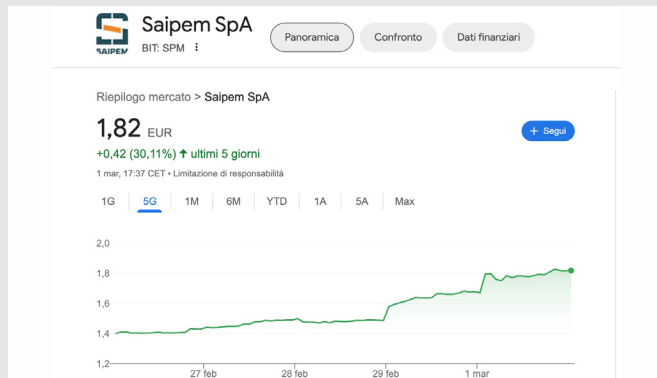 SAIPEM
Saipem SpA
BIT: SPM
Panoramica
Confronto
Dati finanziari
Riepilogo mercato > Saipem SpA
1,82 EUR
+ Segui
+0,42 (30,11%) ↑ ultimi 5 giorni
1 mar, 17:37 CET • Limitazione di responsabilità
1G 5G 1M 6M YTD 1A 5A Max
2,0
1,8
1,6
1,4
1,2
27 feb 28 feb 29 feb 1 mar